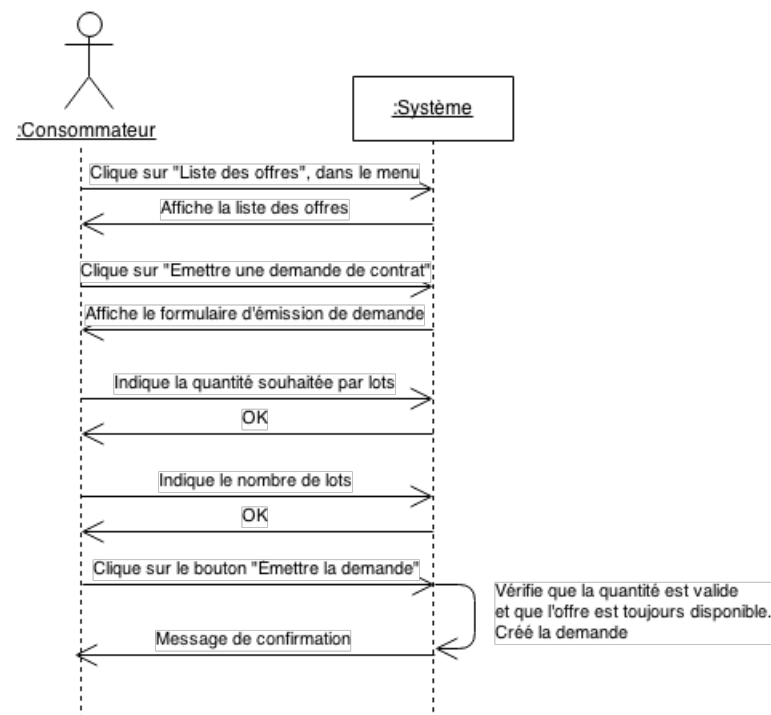 :Consommateur
:Système
Clique sur "Liste des offres", dans le menu
Affiche la liste des offres
Clique sur "Emettre une demande de contrat"
Affiche le formulaire d'émission de demande
Indique la quantité souhaitée par lots
OK
Indique le nombre de lots
OK
Clique sur le bouton "Emettre la demande"
Vérifie que la quantité est valide
et que l'offre est toujours disponible.
Créé la demande
Message de confirmation